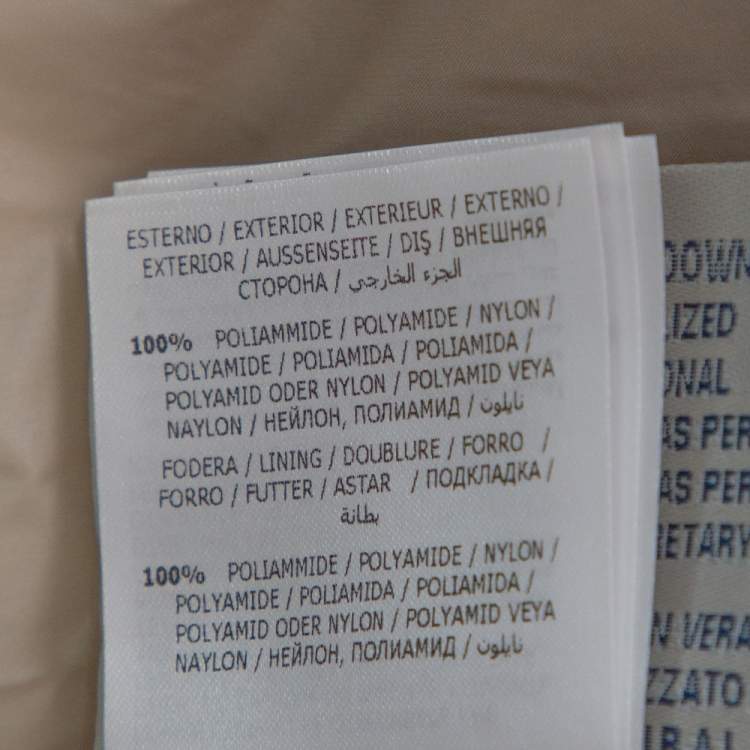 ESTERNO / EXTERIOR / EXTERIEUR / EXTERNO /
EXTERIOR / AUSSENSEITE / DIŞ / ВНЕШНЯЯ
СТОРОНА / الجزء الخارجي
100% POLIAMMIDE / POLYAMIDE / NYLON /
POLYAMIDE / POLIAMIDA / POLIAMIDA /
POLYAMID ODER NYLON / POLYAMID VEYA
NAYLON / НЕЙЛОН, ПОЛИАМИД / نايلون
FODERA / LINING / DOUBLURE / FORRO /
FORRO / FUTTER / ASTAR / ПОДКЛАДКА /
بطانة
100% POLIAMMIDE / POLYAMIDE / NYLON /
POLYAMIDE / POLIAMIDA / POLIAMIDA /
POLYAMID ODER NYLON / POLYAMID VEYA
NAYLON / НЕЙЛОН, ПОЛИАМИД / نايلون
DOWN
IZED
ONAL
AS PER
AS PER
ETARY
N VERA
ZZATO